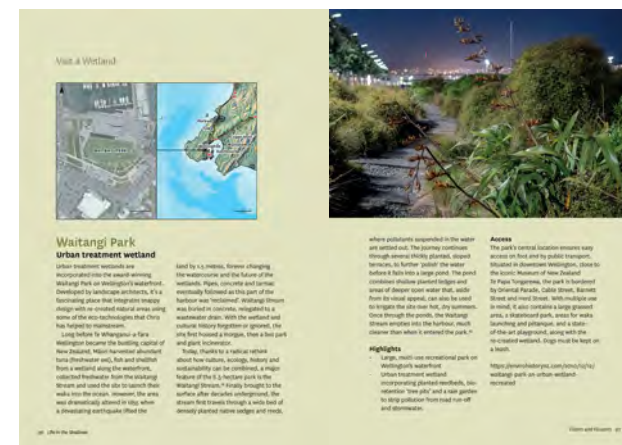 Visit a Wetland
WAITANGI PARK
Waitangi Park
Urban treatment wetland
Urban treatment wetlands are
incorporated into the award-winning
Waitangi Park on Wellington's waterfront.
Developed by landscape architects, it's a
fascinating place that integrates snappy
design with re-created natural areas using
some of the eco-technologies that Chris
has helped to mainstream.
Long before Te Whanganui-a-Tara
Wellington became the bustling capital of
New Zealand, Māori harvested abundant
tuna (freshwater eel), fish and shellfish
from a wetland along the waterfront,
collected freshwater from the Waitangi
Stream and used the site to launch their
waka into the ocean. However, the area
was dramatically altered in 1855 when
a devastating earthquake lifted the
land by 1.5 metres, forever changing
the watercourse and the future of the
wetlands. Pipes, concrete and tarmac
eventually followed as this part of the
harbour was 'reclaimed'. Waitangi Stream
was buried in concrete, relegated to a
wastewater drain. With the wetland and
cultural history forgotten or ignored, the
site first housed a morgue, then a bus park
and giant incinerator.
Today, thanks to a radical rethink
about how nature, ecology, history and
sustainability can be combined, a major
feature of the 6.5-hectare park is the
Waitangi Stream. Finally brought to the
surface after decades underground, the
stream first travels through a wide bed of
densely planted native sedges and reeds,
where pollutants suspended in the water
are settled out. The journey continues
through several thickly planted, sloped
terraces, to further 'polish' the water
before it falls into a large pond. The pond
combines shallow planted ledges and
areas of deeper open water that, aside
from its visual appeal, can also be used
to irrigate the site over hot, dry summers.
Once through the ponds, the Waitangi
Stream empties into the harbour, much
cleaner than when it entered the park.
Highlights
• Large, multi-use recreational park on
Wellington's waterfront
Urban treatment wetland
incorporating planted reedbeds, bio-
retention 'tree pits' and a rain garden
to strip pollution from road run-off
and stormwater.
Access
The park's central location ensures easy
access on foot and by public transport.
Situated in downtown Wellington, close to
the iconic Museum of New Zealand
Te Papa Tongarewa, the park is bordered
by Oriental Parade, Cable Street, Barnett
Street and Herd Street. With multiple use
in mind, it also contains a large grassed
area, a skateboard park, areas for waka
launching and petanque, and a state-
of-the-art playground, along with the
re-created wetland. Dogs must be kept on
a leash.
Life in the Shallows